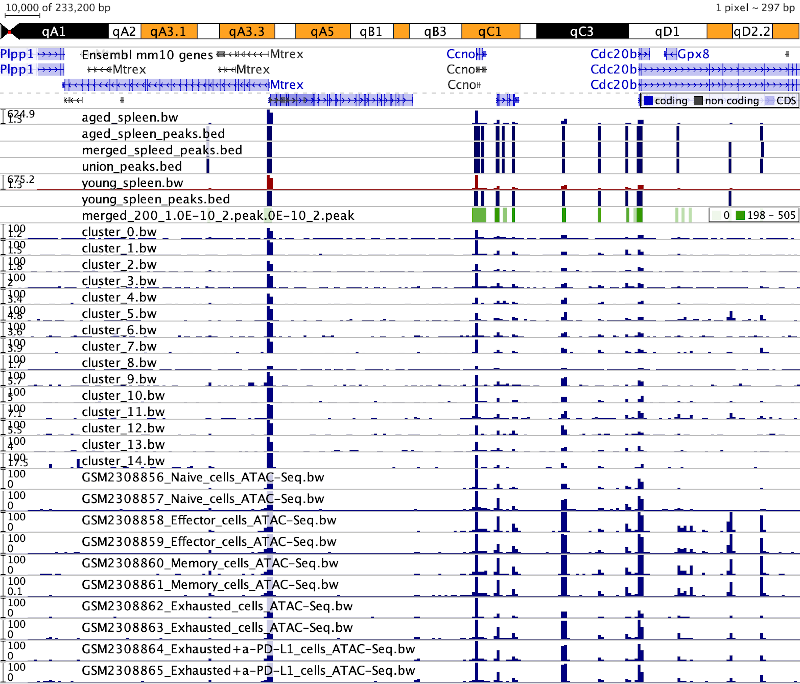 10,000 of 233,200 bp 1 pixel ~ 297 bp
qA1 qA2 qA3.1 qA3.3 qA5 qB1 qB3 qC1 qC3 qD1 qD2.2
Plpp1 Ensembl mm10 genes Mtrex Ccno Cdc20b Gpx8
Plpp1 Mtrex Mtrex Ccno Cdc20b
Mtrex Ccno Cdc20b
coding non coding CDS
624.9
1.3 aged_spleen.bw
aged_spleen_peaks.bed
merged_spleed_peaks.bed
union_peaks.bed
675.2
1.3 young_spleen.bw
young_spleen_peaks.bed
merged_200_1.0E-10_2.peak.0E-10_2.peak 0 198 - 505
100
1.2 cluster_0.bw
100
1.5 cluster_1.bw
100
1.8 cluster_2.bw
100
2 cluster_3.bw
100
3.4 cluster_4.bw
100
4.8 cluster_5.bw
100
3.6 cluster_6.bw
100
3.9 cluster_7.bw
100
1.7 cluster_8.bw
100
5.7 cluster_9.bw
100
5 cluster_10.bw
100
7.1 cluster_11.bw
100
5.5 cluster_12.bw
100
4 cluster_13.bw
100
17.5 cluster_14.bw
100
0 GSM2308856_Naive_cells_ATAC-Seq.bw
100
0 GSM2308857_Naive_cells_ATAC-Seq.bw
100
0 GSM2308858_Effector_cells_ATAC-Seq.bw
100
0 GSM2308859_Effector_cells_ATAC-Seq.bw
100
0 GSM2308860_Memory_cells_ATAC-Seq.bw
100
0.1 GSM2308861_Memory_cells_ATAC-Seq.bw
100
0 GSM2308862_Exhausted_cells_ATAC-Seq.bw
100
0 GSM2308863_Exhausted_cells_ATAC-Seq.bw
100
0 GSM2308864_Exhausted+a-PD-L1_cells_ATAC-Seq.bw
100
0 GSM2308865_Exhausted+a-PD-L1_cells_ATAC-Seq.bw